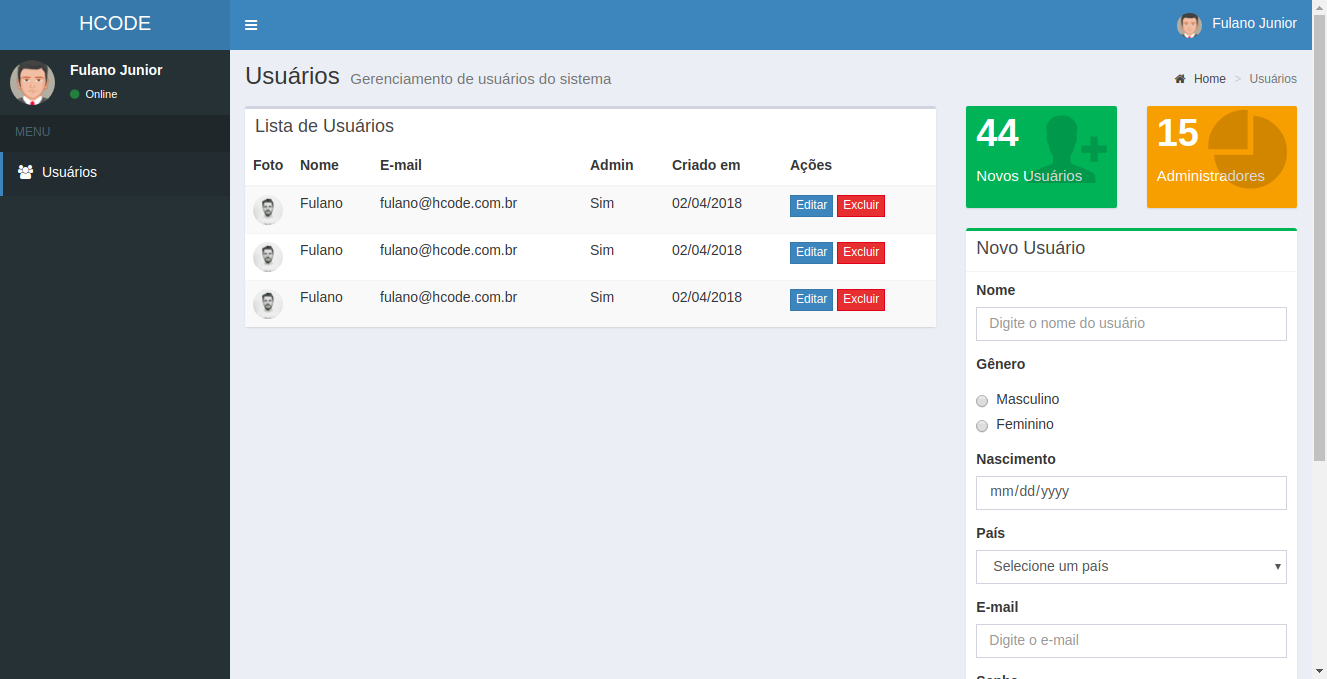 HCODE
Fulano Junior
Fulano Junior
Online
MENU
Usuários
Usuários Gerenciamento de usuários do sistema
Home > Usuários
Lista de Usuários
Foto Nome E-mail Admin Criado em Ações
Fulano fulano@hcode.com.br Sim 02/04/2018 Editar Excluir
Fulano fulano@hcode.com.br Sim 02/04/2018 Editar Excluir
Fulano fulano@hcode.com.br Sim 02/04/2018 Editar Excluir
44
Novos Usuários
15
Administradores
Novo Usuário
Nome
Digite o nome do usuário
Gênero
Masculino
Feminino
Nascimento
mm/dd/yyyy
País
Selecione um país
E-mail
Digite o e-mail